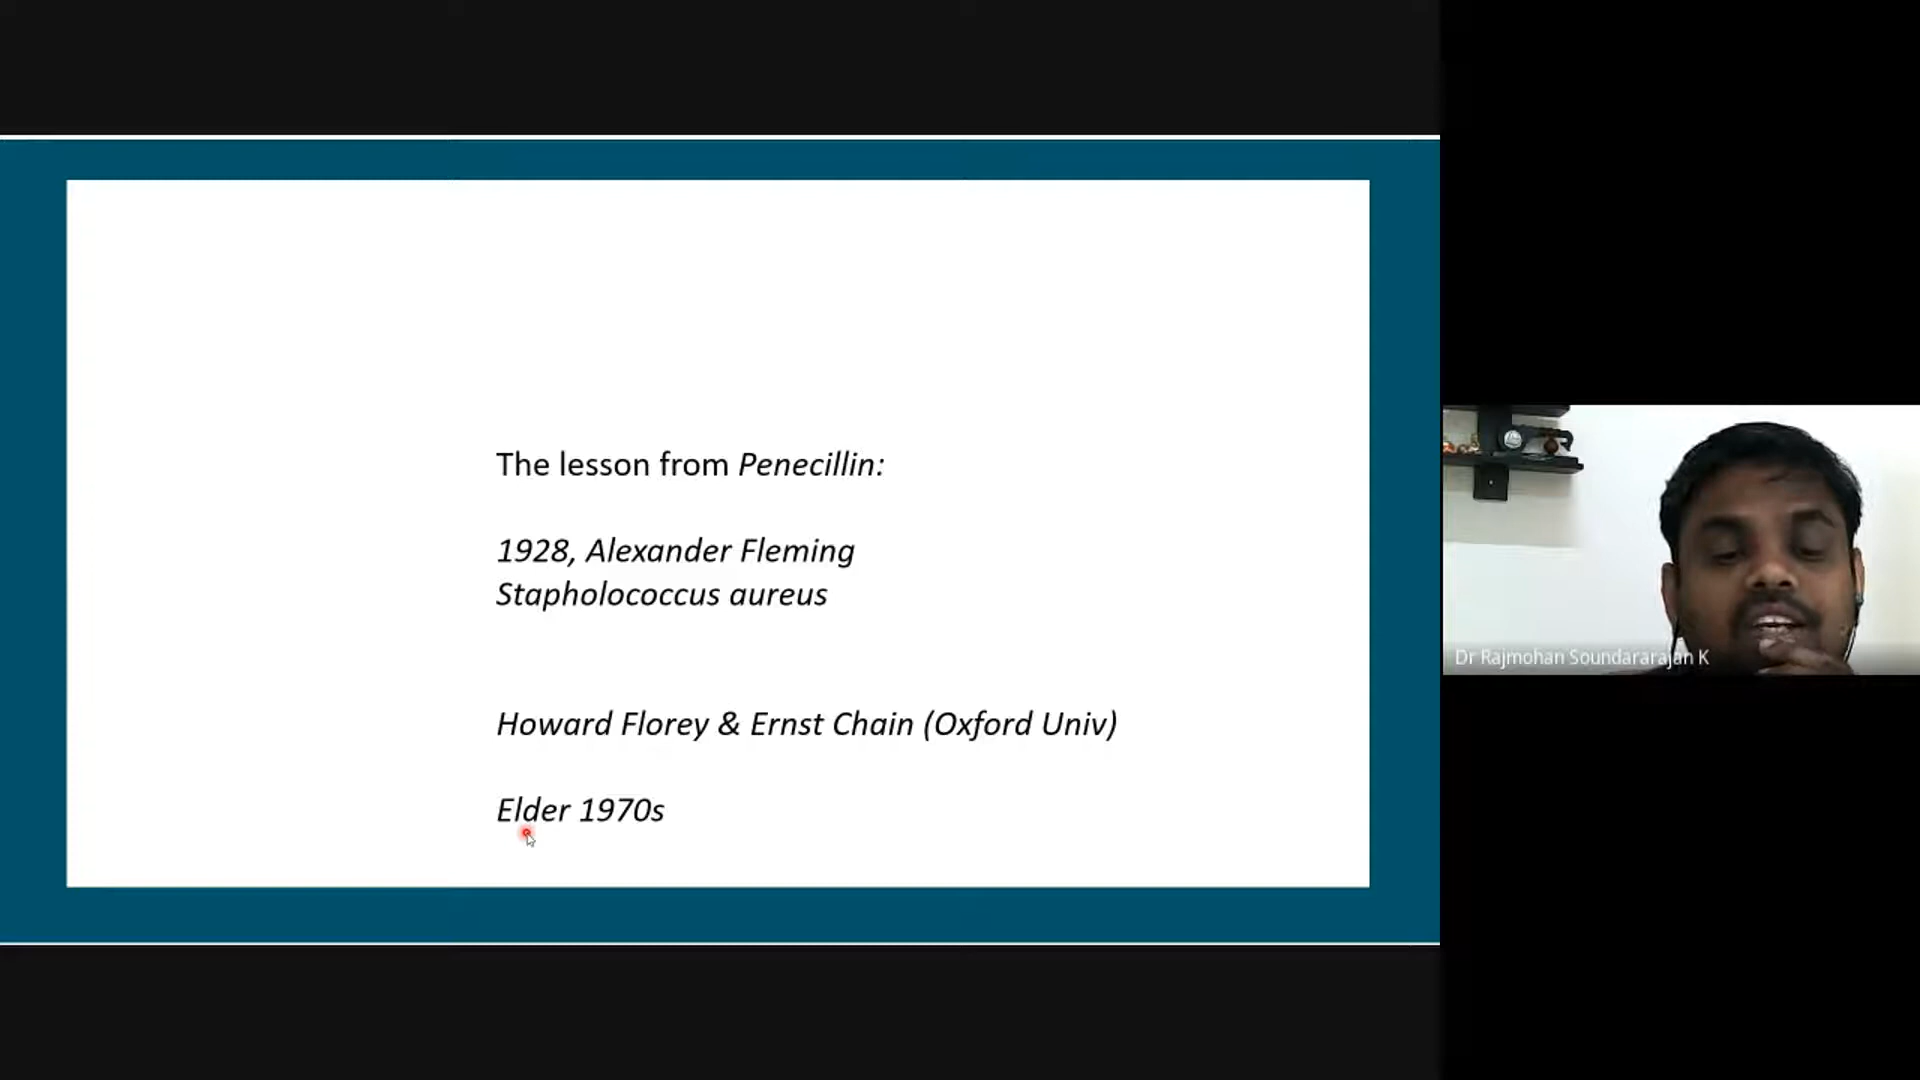 The lesson from Penecillin:
1928, Alexander Fleming
Stapholococcus aureus
Howard Florey & Ernst Chain (Oxford Univ)
Elder 1970s
Dr Rajmohan Soundararajan K